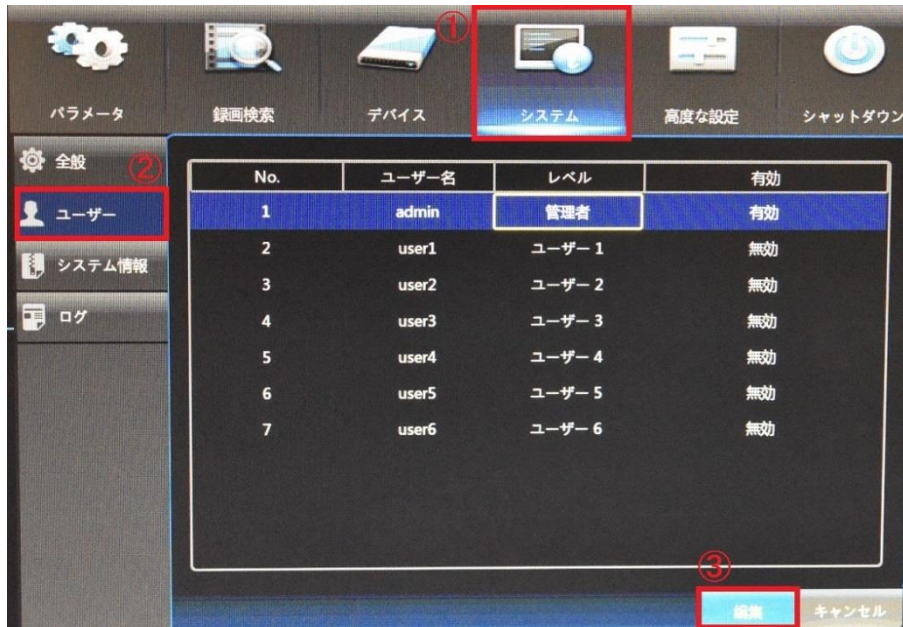 ①
パラメータ 録画検索 デバイス システム 高度な設定 シャットダウン
全般
②
ユーザー
システム情報
ログ
No. ユーザー名 レベル 有効
1 admin 管理者 有効
2 user1 ユーザー 1 無効
3 user2 ユーザー 2 無効
4 user3 ユーザー 3 無効
5 user4 ユーザー 4 無効
6 user5 ユーザー 5 無効
7 user6 ユーザー 6 無効
③
編集 キャンセル